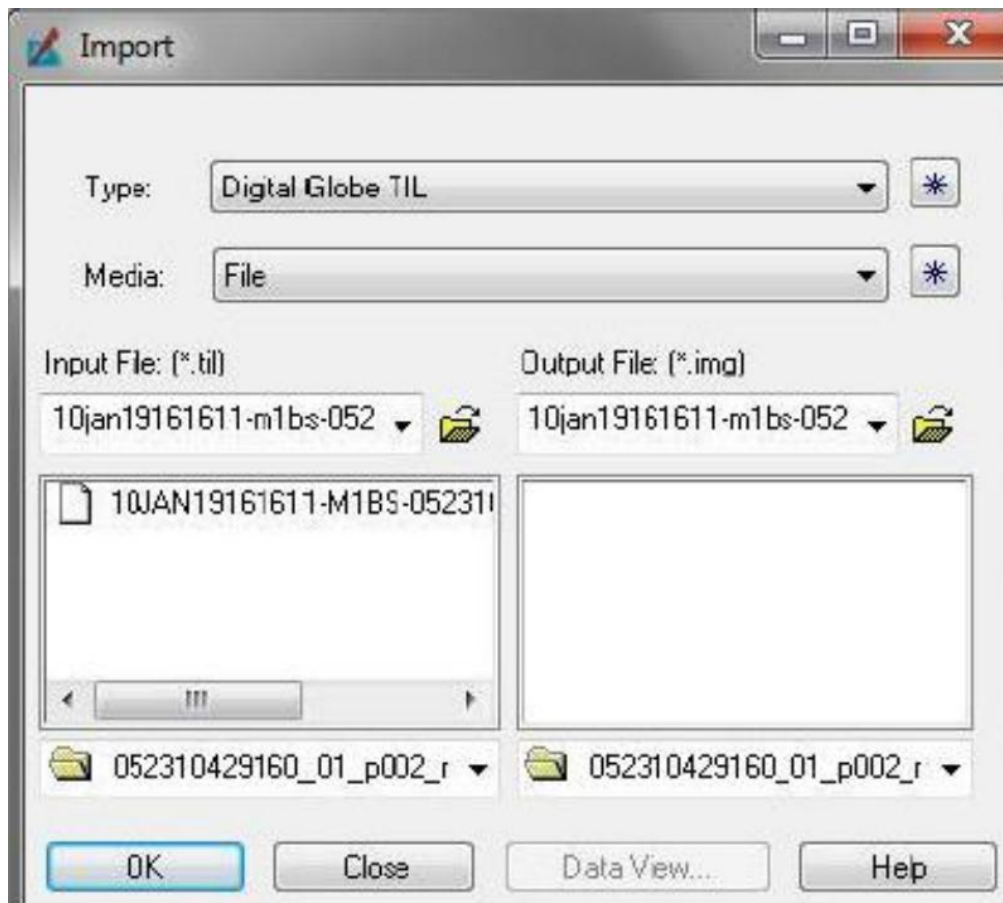 Import
Type: Digital Globe TIL
Media: File
Input File: (*.til) Output File: (*.img)
10jan19161611-m1bs-052 10jan19161611-m1bs-052
10JAN19161611-M1BS-05231
052310429160_01_p002_r 052310429160_01_p002_r
OK Close Data View... Help